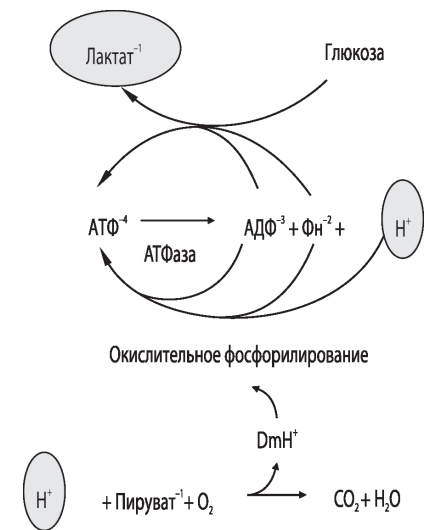 Лактат⁻¹ Глюкоза
АТФ⁻⁴ АДФ⁻³ + Фн⁻² + H⁺
АТФаза
Окислительное фосфорилирование
DmH⁺
H⁺ + Пируват⁻¹ + O₂ CO₂ + H₂O